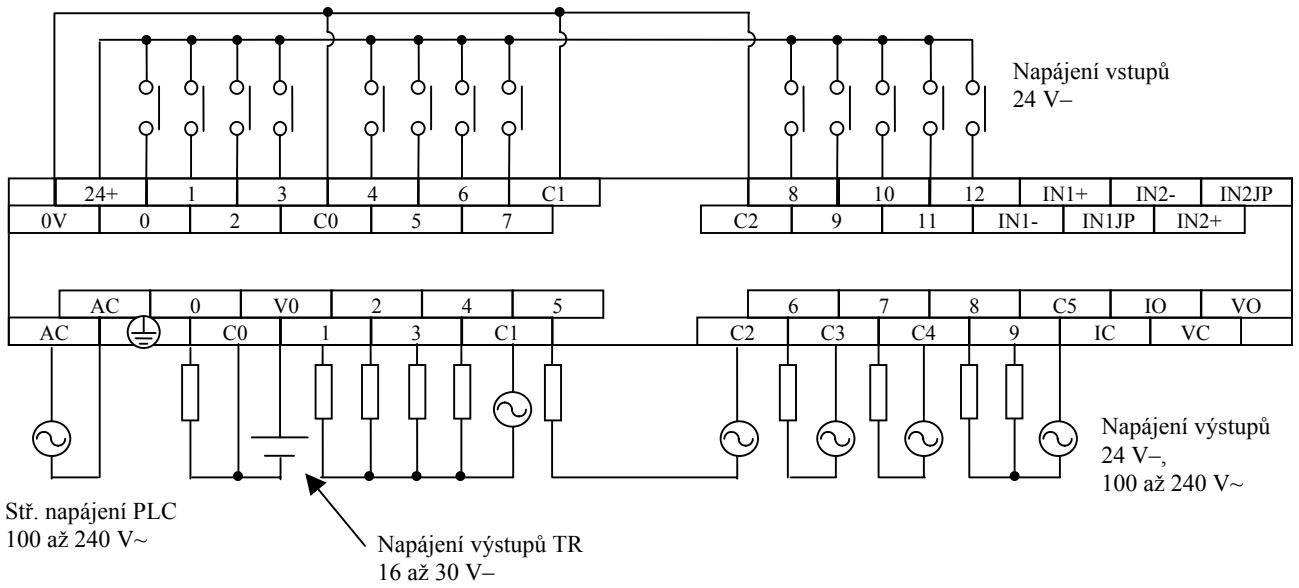 Napájení vstupů
24 V–
24+ 1 3 4 6 C1
0V 0 2 C0 5 7
8 10 12 IN1+ IN2- IN2JP
C2 9 11 IN1- IN1JP IN2+
AC 0 V0 2 4 5
AC C0 1 3 C1
6 7 8 C5 IO VO
C2 C3 C4 9 IC VC
Napájení výstupů
24 V–,
100 až 240 V~
Stř. napájení PLC
100 až 240 V~
Napájení výstupů TR
16 až 30 V–